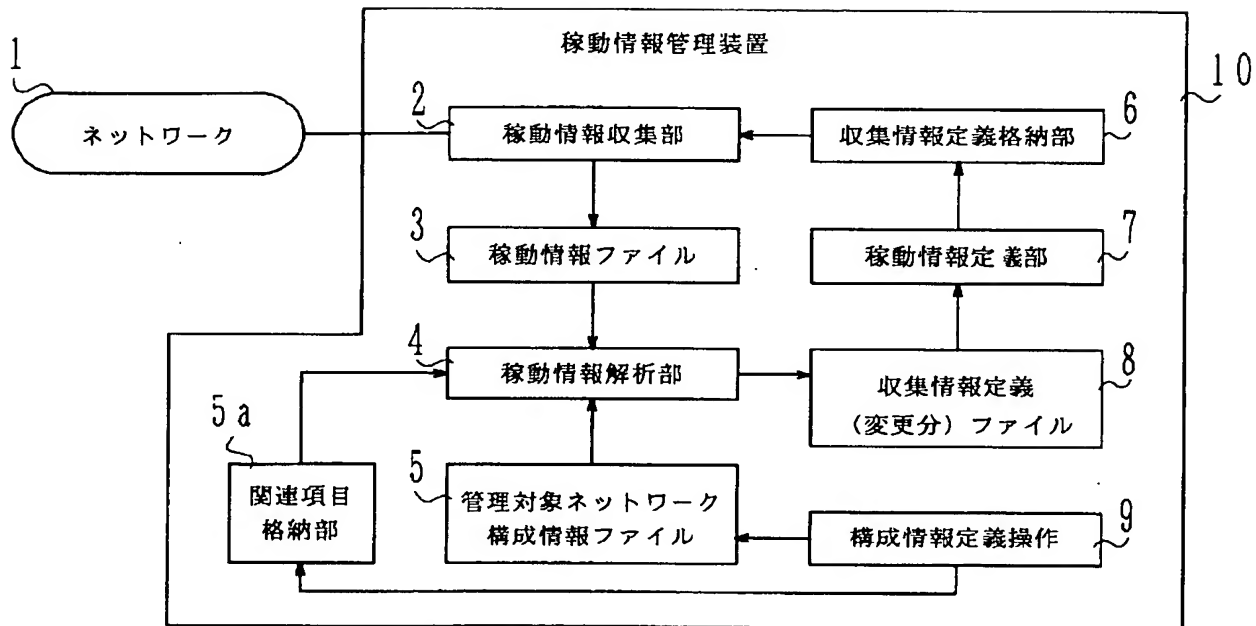 稼動情報管理装置
1
10
ネットワーク
2
稼動情報収集部
6
収集情報定義格納部
3
稼動情報ファイル
7
稼動情報定義部
4
稼動情報解析部
8
収集情報定義
（変更分）ファイル
5a
関連項目
格納部
5
管理対象ネットワーク
構成情報ファイル
9
構成情報定義操作